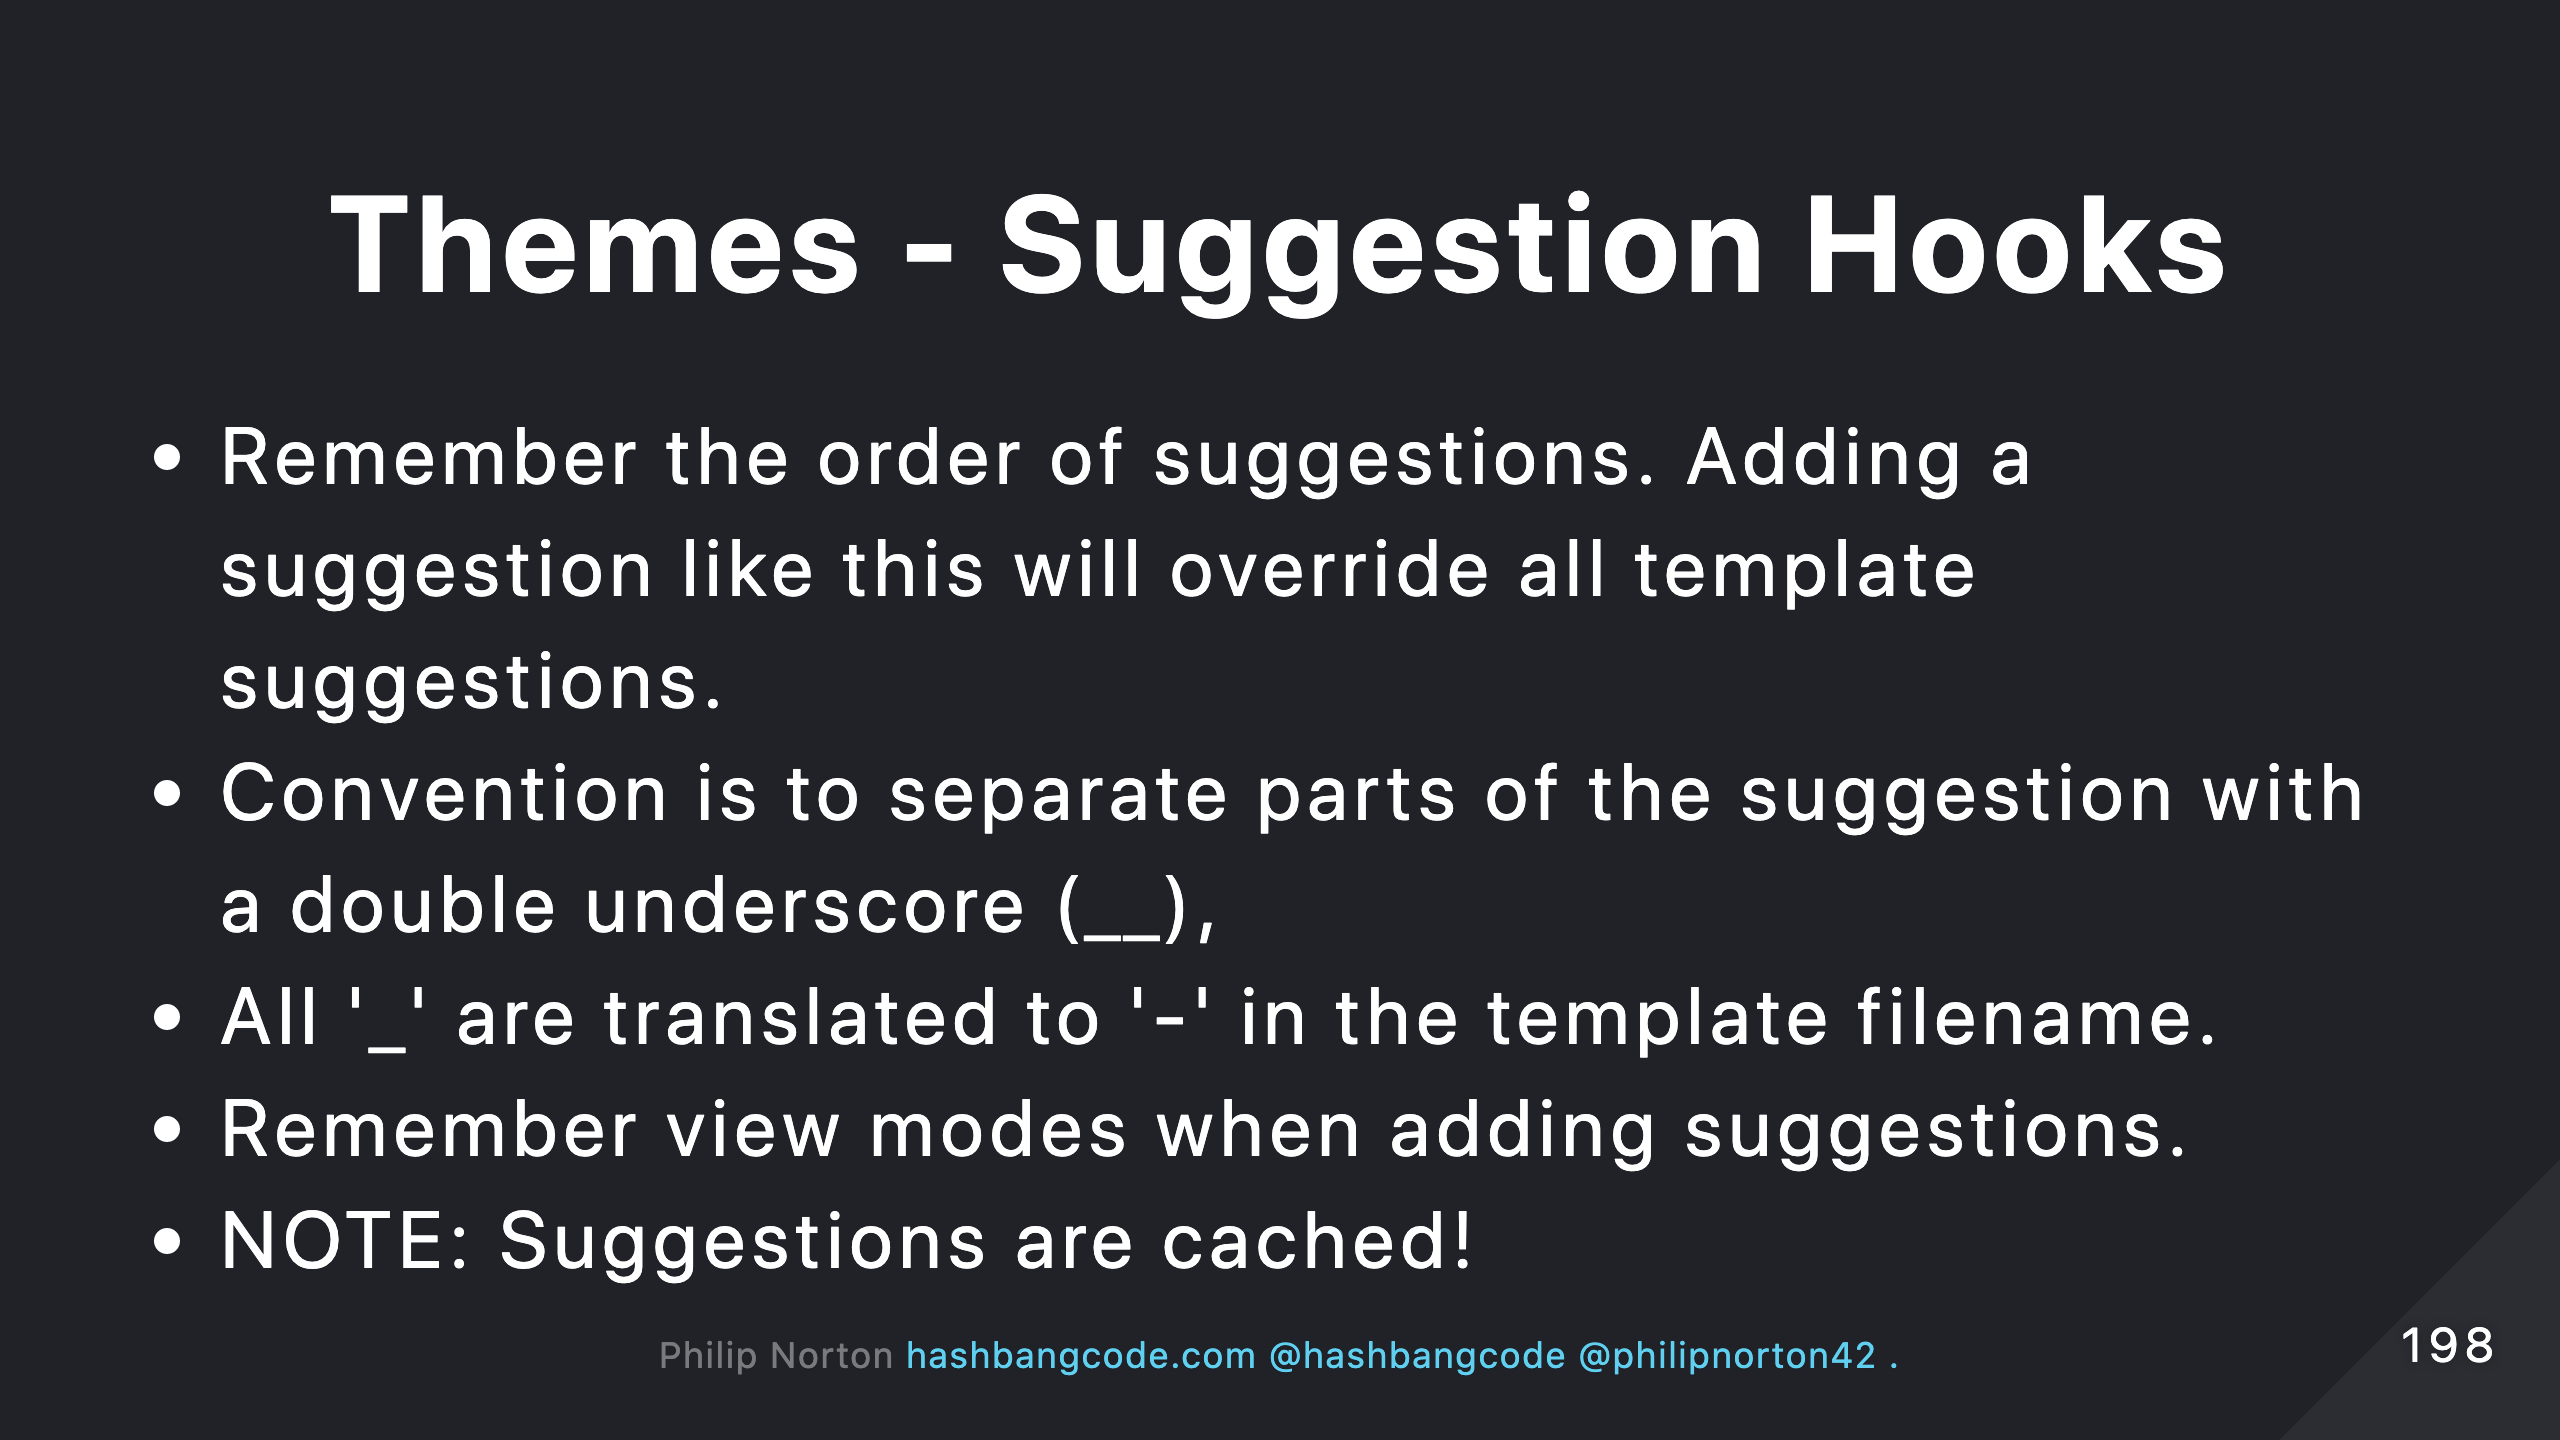 Themes - Suggestion Hooks
• Remember the order of suggestions. Adding a
suggestion like this will override all template
suggestions.
• Convention is to separate parts of the suggestion with
a double underscore (__),
• All '_' are translated to '-' in the template filename.
• Remember view modes when adding suggestions.
• NOTE: Suggestions are cached!
Philip Norton hashbangcode.com @hashbangcode @philipnorton42 .
198